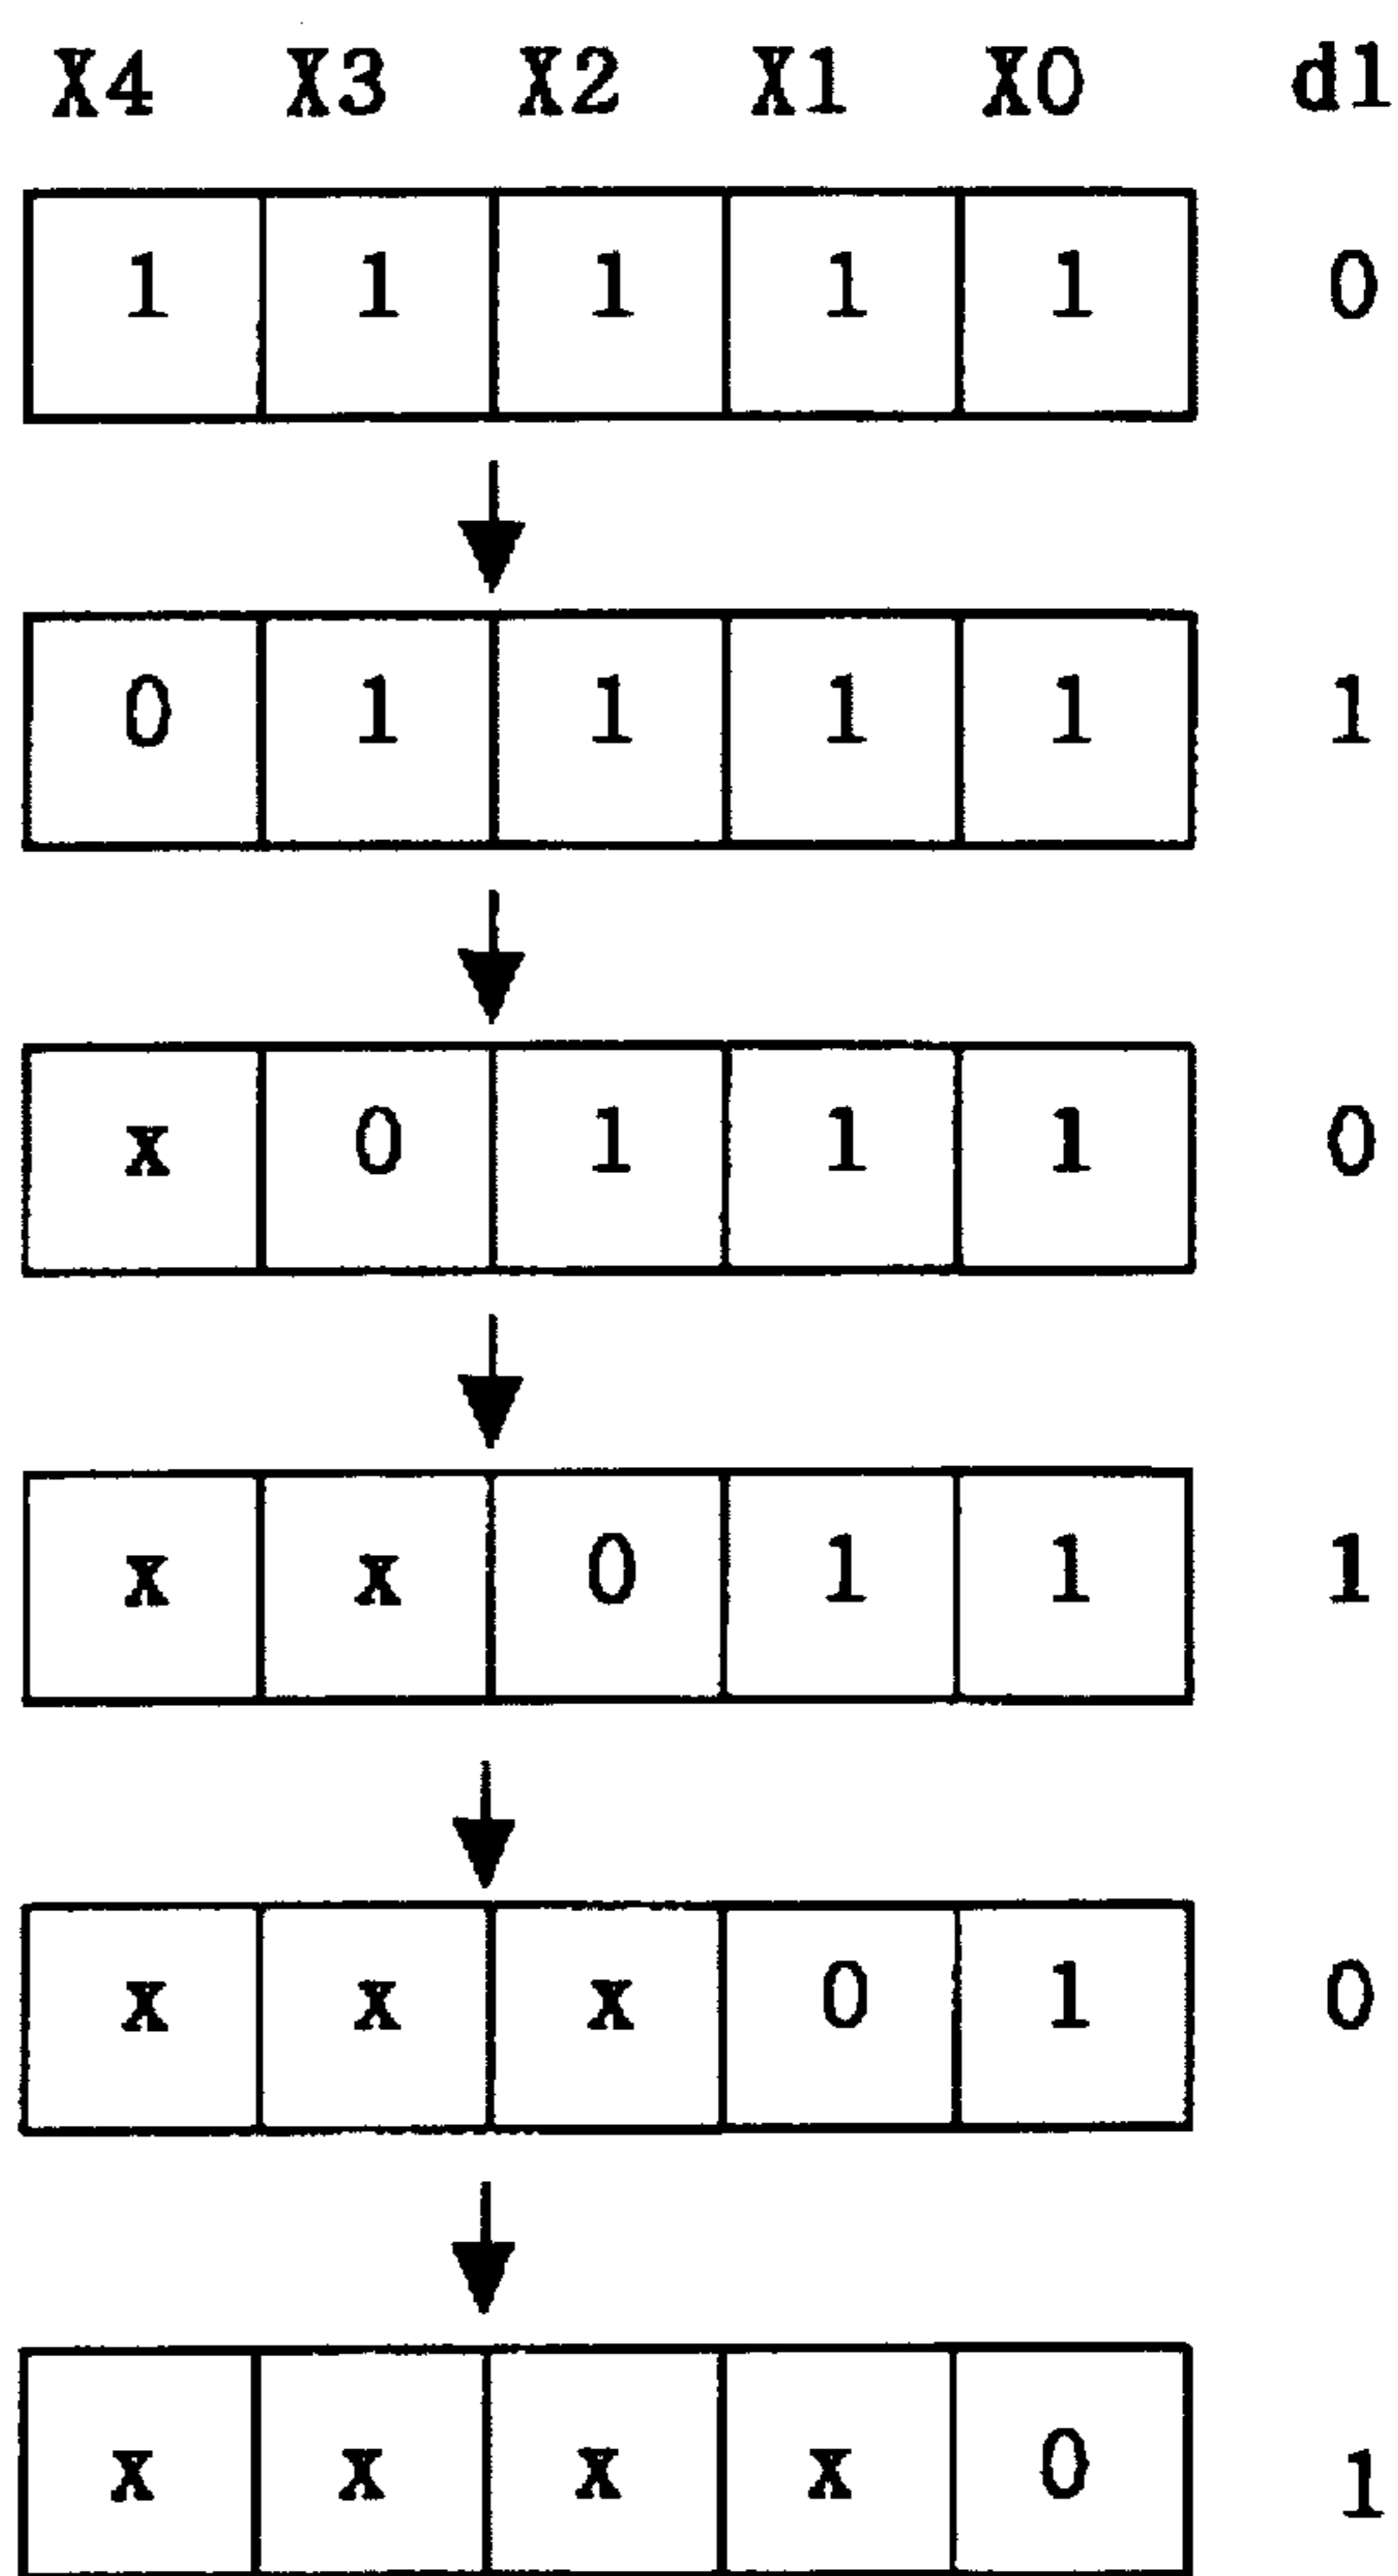 X4 X3 X2 X1 X0 d1
1 1 1 1 1 0
0 1 1 1 1 1
x 0 1 1 1 0
x x 0 1 1 1
x x x 0 1 0
x x x x 0 1